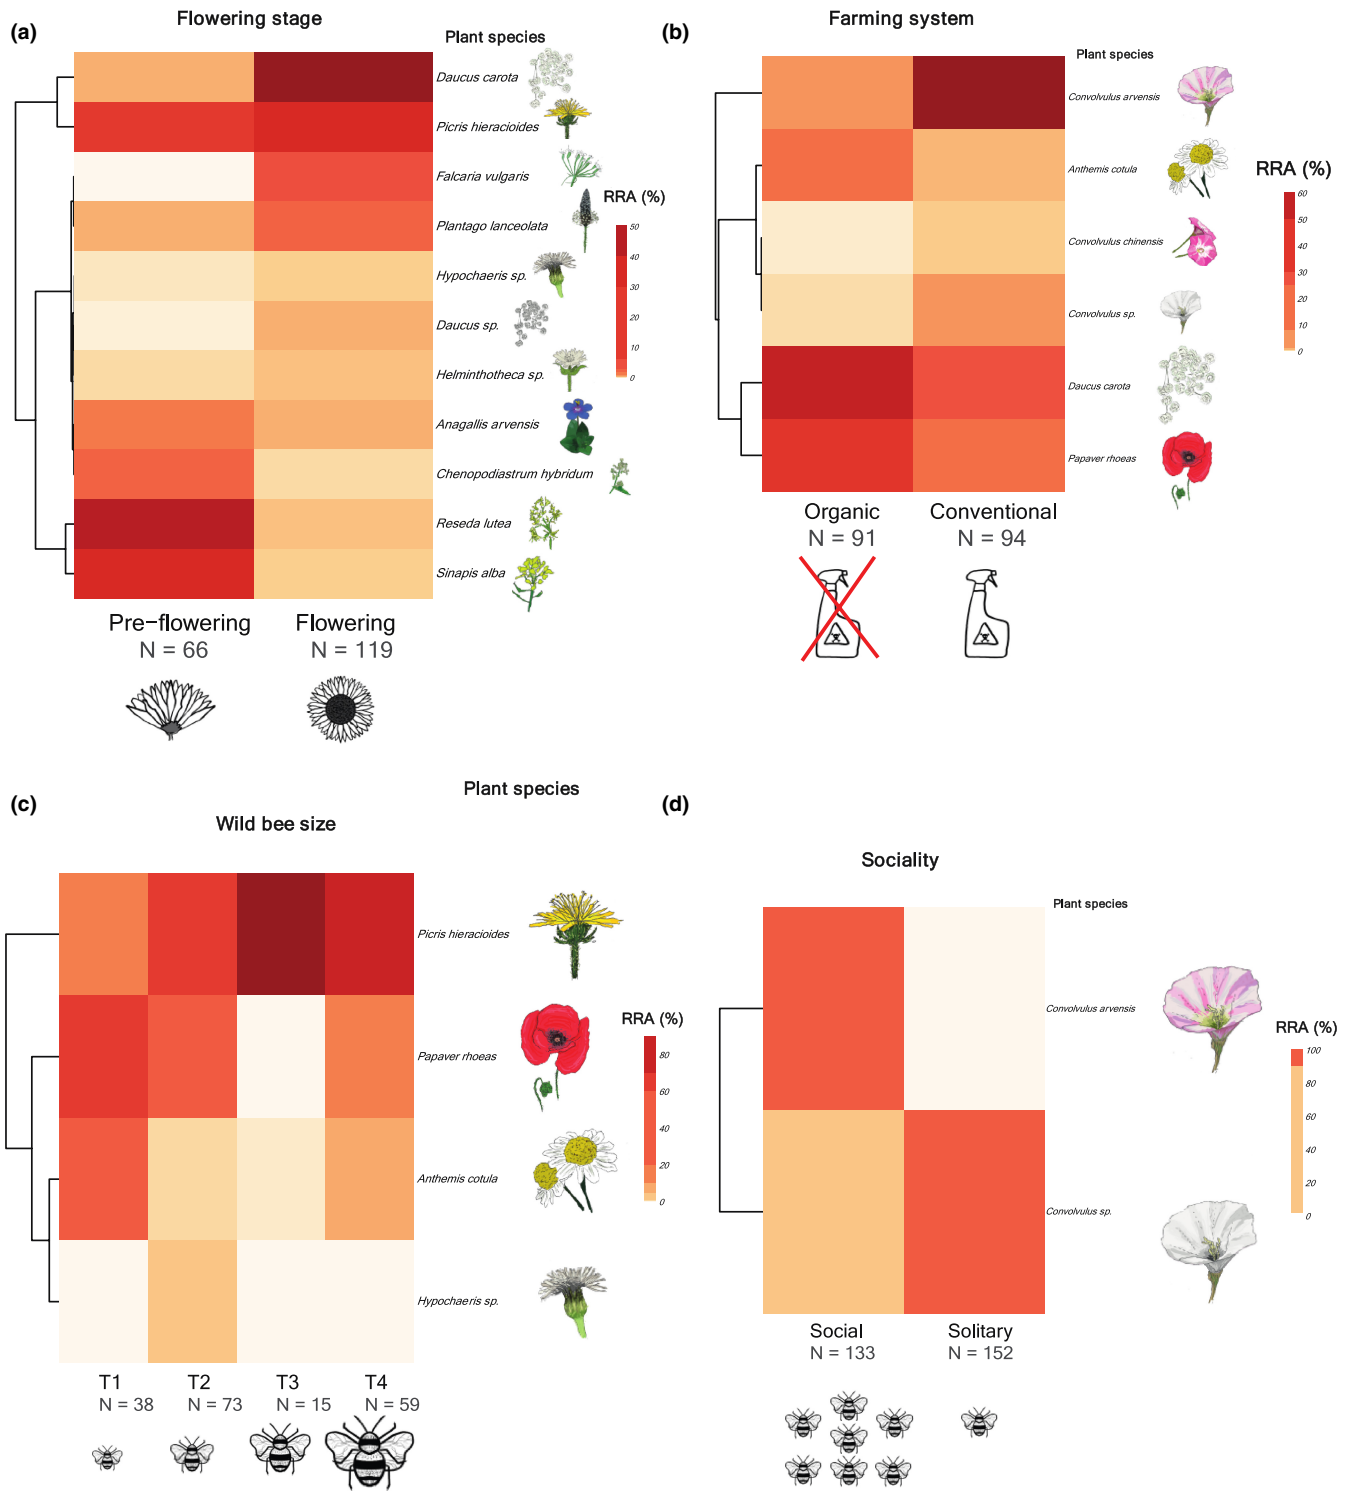 (a)
Flowering stage
Plant species
Daucus carota
Picris hieracioides
Falcaria vulgaris
Plantago lanceolata
Hypochaeris sp.
Daucus sp.
Helminthotheca sp.
Anagallis arvensis
Chenopodiastrum hybridum
Reseda lutea
Sinapis alba
RRA (%)
50
40
30
20
10
0
Pre–flowering
N = 66
Flowering
N = 119
(b)
Farming system
Plant species
Convolvulus arvensis
Anthemis cotula
Convolvulus chinensis
Convolvulus sp.
Daucus carota
Papaver rhoeas
RRA (%)
60
50
40
30
20
10
0
Organic
N = 91
Conventional
N = 94
(c)
Plant species
Wild bee size
Picris hieracioides
Papaver rhoeas
Anthemis cotula
Hypochaeris sp.
RRA (%)
80
60
40
20
0
T1
N = 38
T2
N = 73
T3
N = 15
T4
N = 59
(d)
Sociality
Plant species
Convolvulus arvensis
Convolvulus sp.
RRA (%)
100
80
60
40
20
0
Social
N = 133
Solitary
N = 152